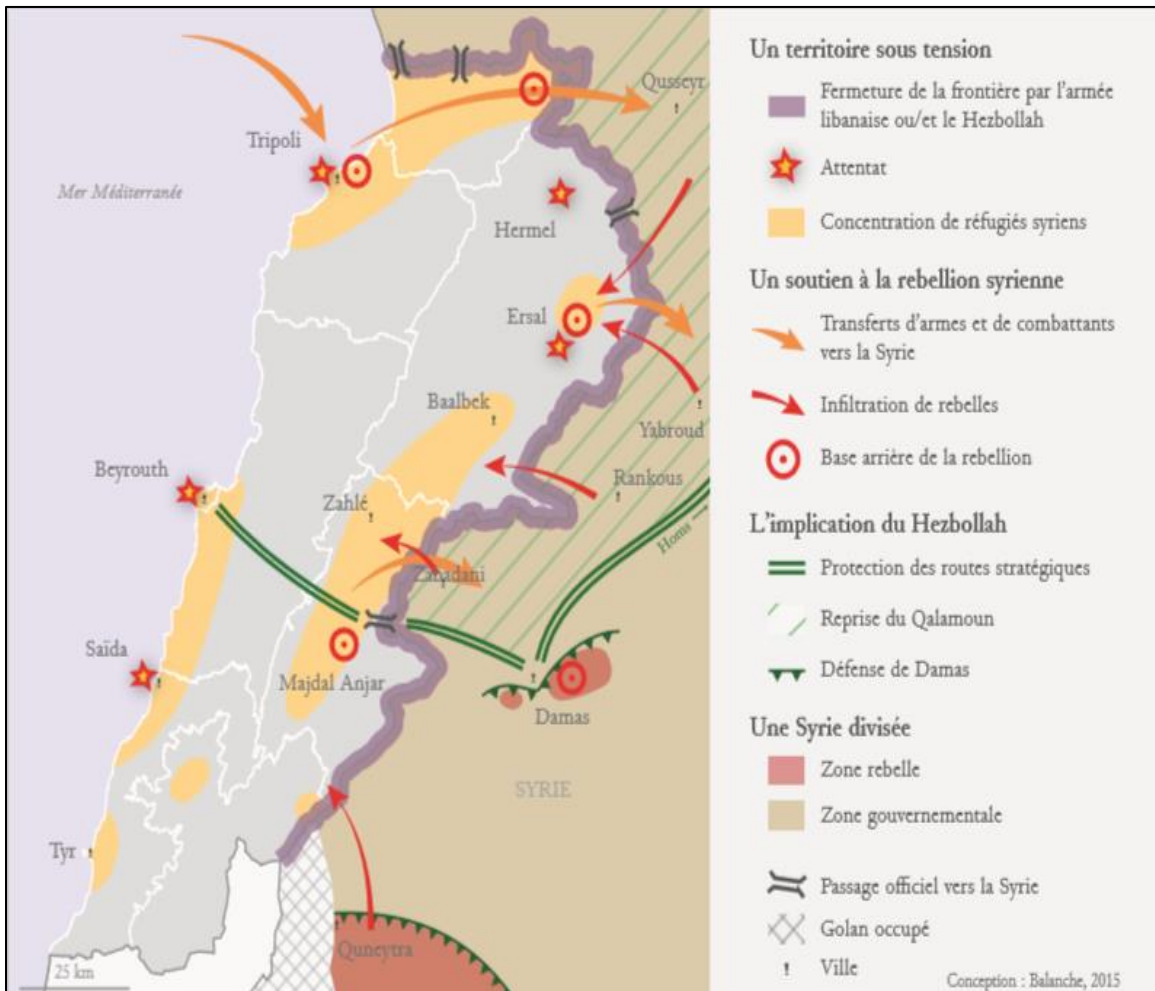 Qusseyr
Tripoli
Mer Méditerranée
Hermel
Ersal
Baalbek
Yabroud
Beyrouth
Rankous
Zahlé
Homs
Zabadani
Saïda
Majdal Anjar
Damas
SYRIE
Tyr
Quneytra
25 km
Un territoire sous tension
Fermeture de la frontière par l'armée
libanaise ou/et le Hezbollah
Attentat
Concentration de réfugiés syriens
Un soutien à la rebellion syrienne
Transferts d'armes et de combattants
vers la Syrie
Infiltration de rebelles
Base arrière de la rebellion
L'implication du Hezbollah
Protection des routes stratégiques
Reprise du Qalamoun
Défense de Damas
Une Syrie divisée
Zone rebelle
Zone gouvernementale
Passage officiel vers la Syrie
Golan occupé
Ville
Conception : Balanche, 2015